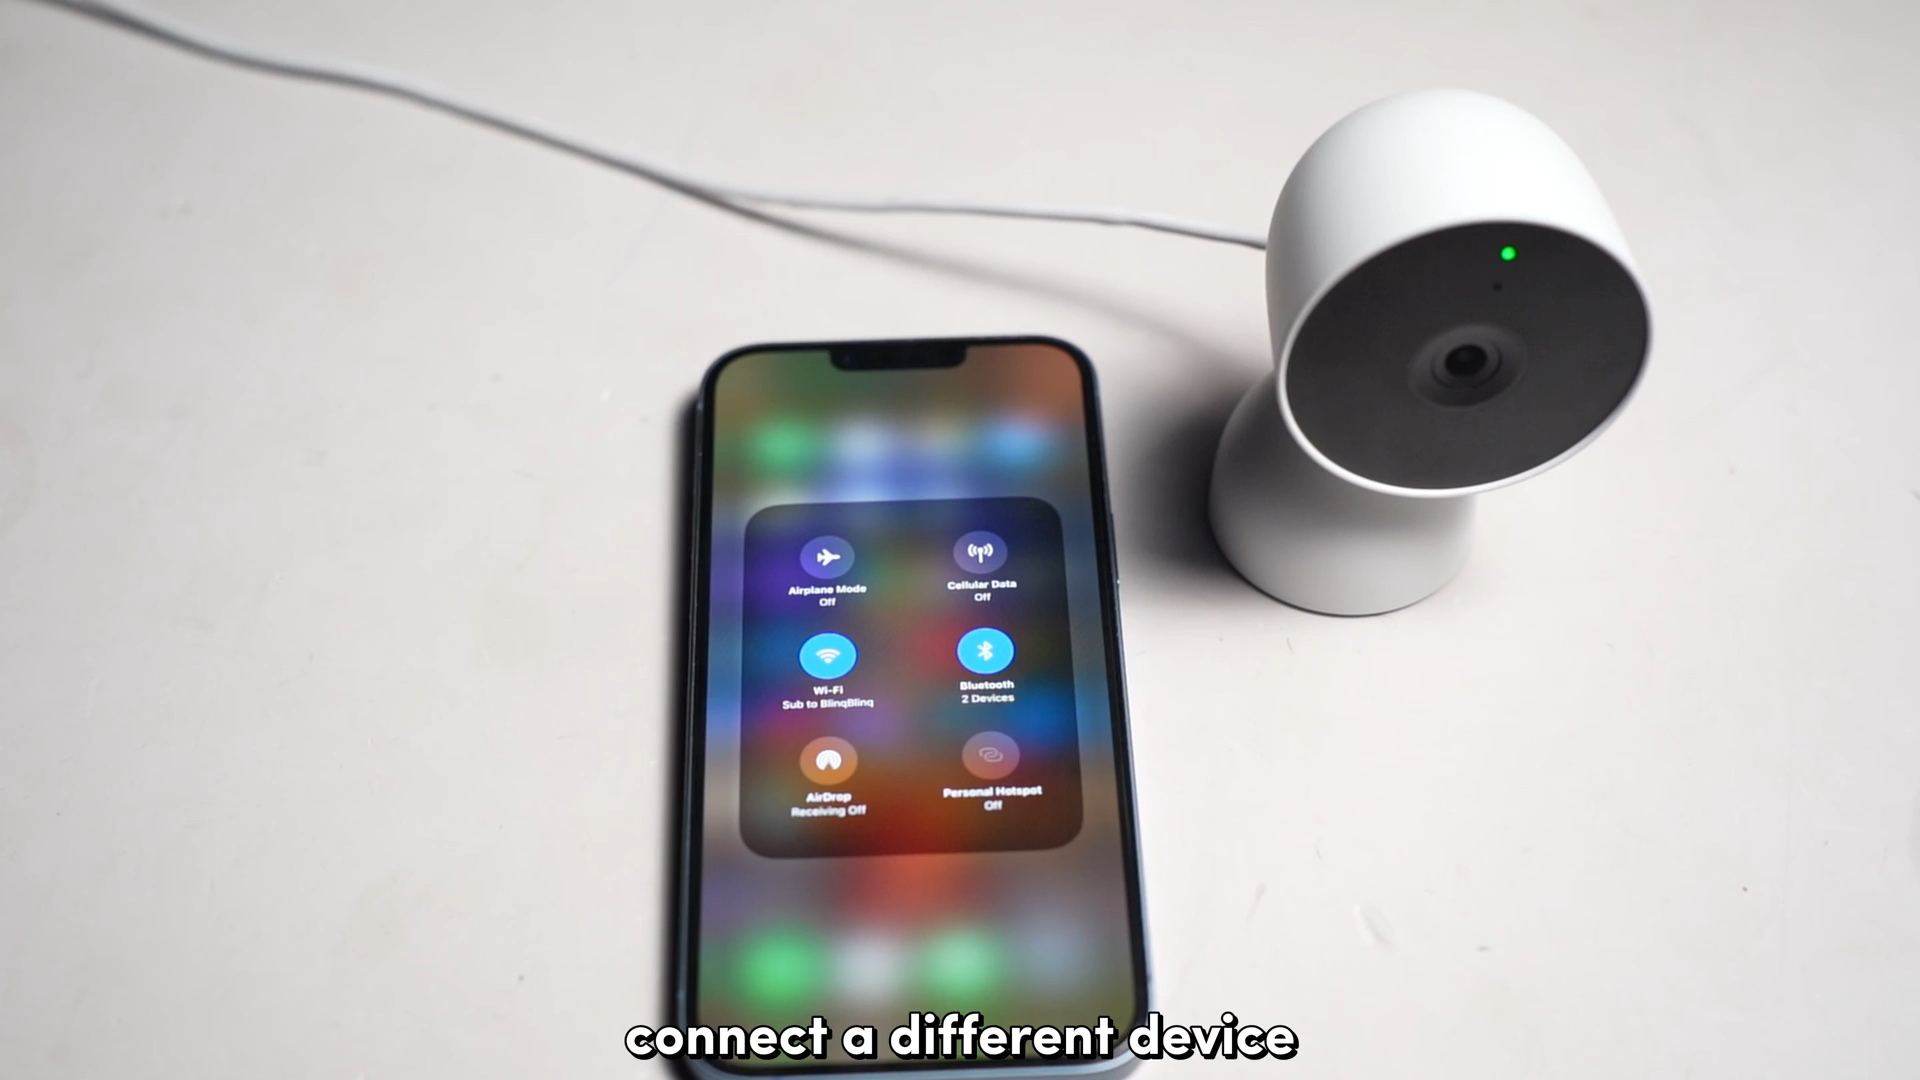 Airplane Mode
Off
Cellular Data
Off
Wi-Fi
Sub to BlinqBlinq
Bluetooth
2 Devices
AirDrop
Receiving Off
Personal Hotspot
Off
connect a different device